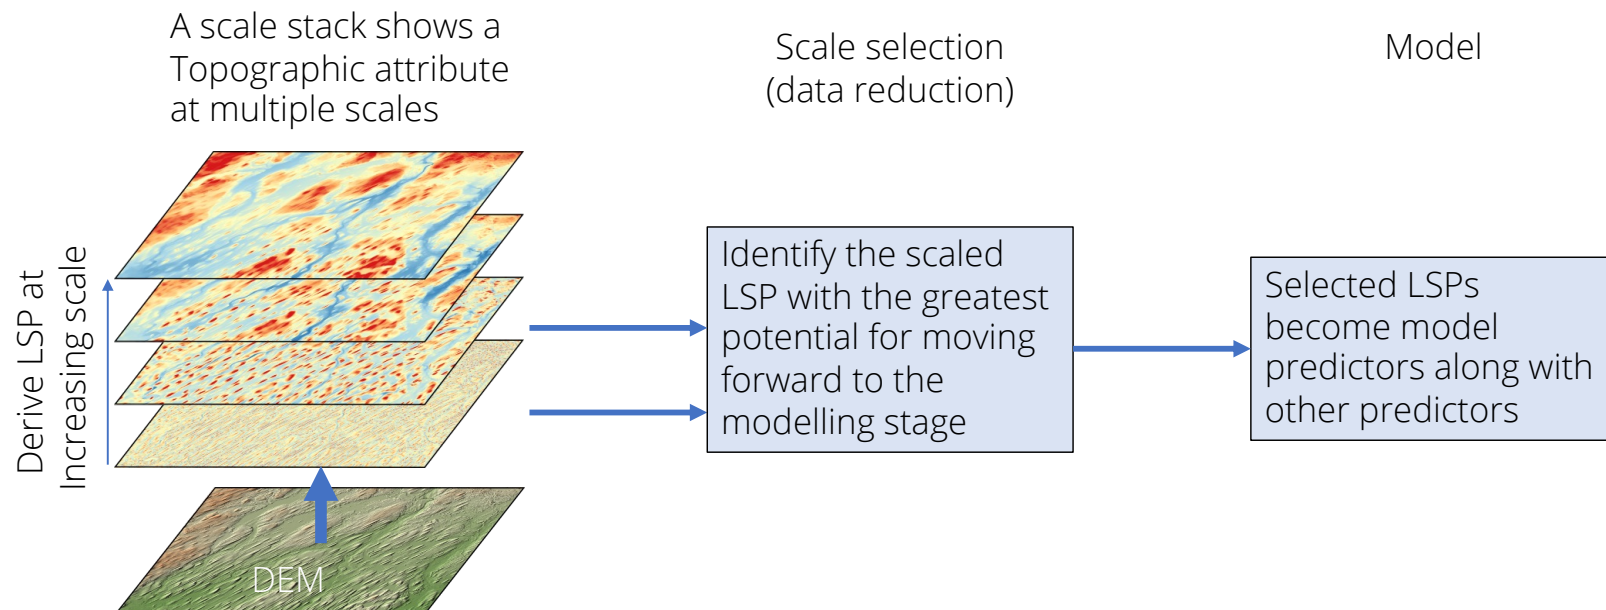 A scale stack shows a
Topographic attribute
at multiple scales
Scale selection
(data reduction)
Model
Derive LSP at
Increasing scale
DEM
Identify the scaled
LSP with the greatest
potential for moving
forward to the
modelling stage
Selected LSPs
become model
predictors along with
other predictors